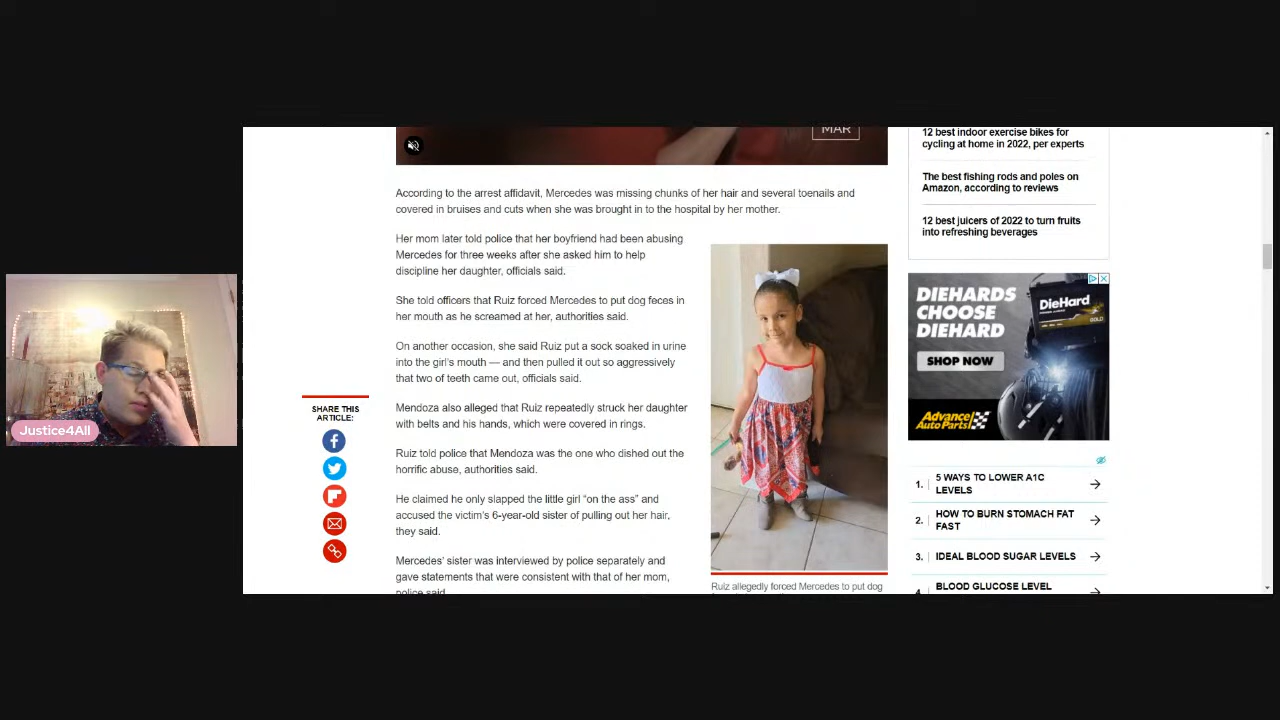 MAR
According to the arrest affidavit, Mercedes was missing chunks of her hair and several toenails and
covered in bruises and cuts when she was brought in to the hospital by her mother.
Her mom later told police that her boyfriend had been abusing
Mercedes for three weeks after she asked him to help
discipline her daughter, officials said.
She told officers that Ruiz forced Mercedes to put dog feces in
her mouth as he screamed at her, authorities said.
On another occasion, she said Ruiz put a sock soaked in urine
into the girl's mouth — and then pulled it out so aggressively
that two of teeth came out, officials said.
Mendoza also alleged that Ruiz repeatedly struck her daughter
with belts and his hands, which were covered in rings.
Ruiz told police that Mendoza was the one who dished out the
horrific abuse, authorities said.
He claimed he only slapped the little girl “on the ass” and
accused the victim's 6-year-old sister of pulling out her hair,
they said.
Mercedes' sister was interviewed by police separately and
gave statements that were consistent with that of her mom,
police said.
Ruiz allegedly forced Mercedes to put dog
SHARE THIS
ARTICLE:
Justice4All
12 best indoor exercise bikes for
cycling at home in 2022, per experts
The best fishing rods and poles on
Amazon, according to reviews
12 best juicers of 2022 to turn fruits
into refreshing beverages
DIEHARDS
CHOOSE
DIEHARD
SHOP NOW
DieHard
GOLD
Advance
Auto Parts
1. 5 WAYS TO LOWER A1C
LEVELS
2. HOW TO BURN STOMACH FAT
FAST
3. IDEAL BLOOD SUGAR LEVELS
4. BLOOD GLUCOSE LEVEL